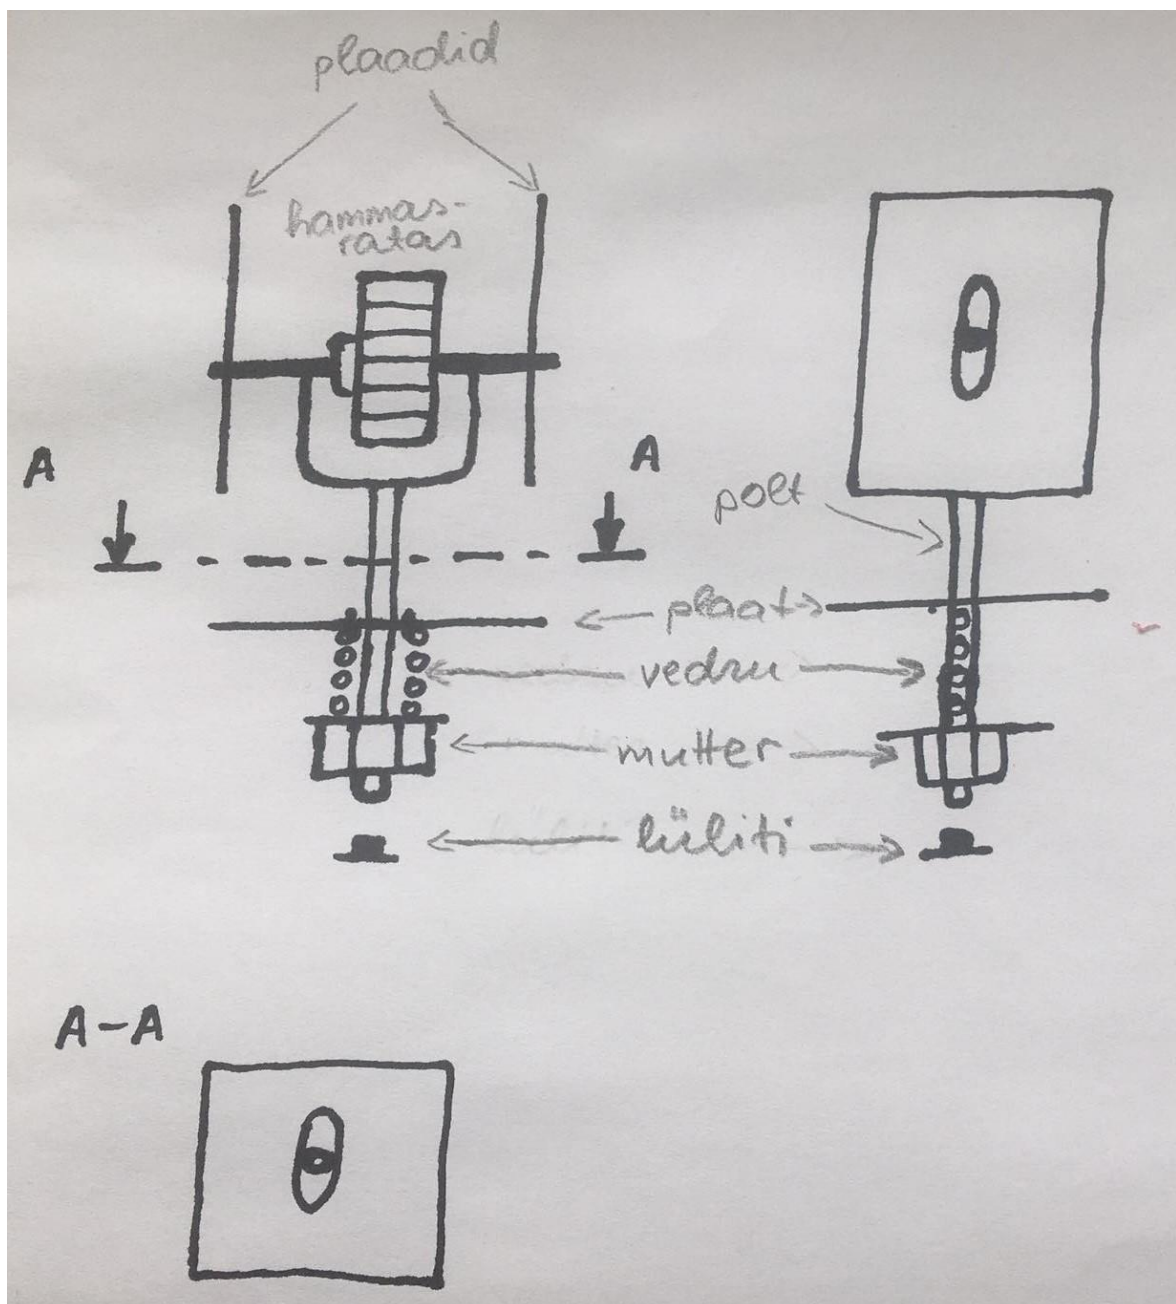 plaadid
hammas-
ratas
A
A
polt
plaat
vedru
mutter
lüliti
A-A